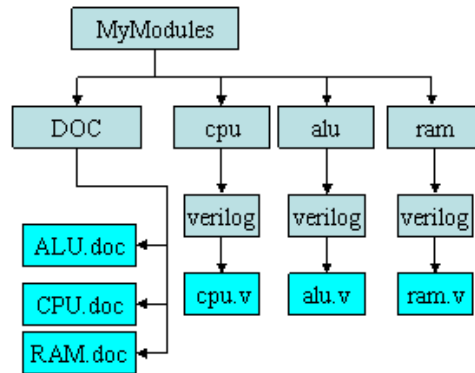 MyModules
DOC
cpu
alu
ram
verilog
verilog
verilog
ALU.doc
cpu.v
alu.v
ram.v
CPU.doc
RAM.doc